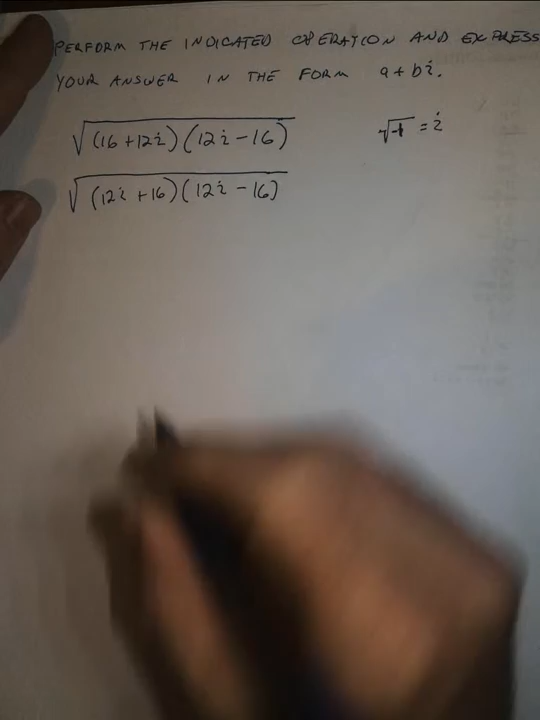 PERFORM THE INDICATED OPERATION AND EXPRESS
YOUR ANSWER IN THE FORM a+bi.
√(16+12i)(12i-16) √-1 = i
√(12i+16)(12i-16)